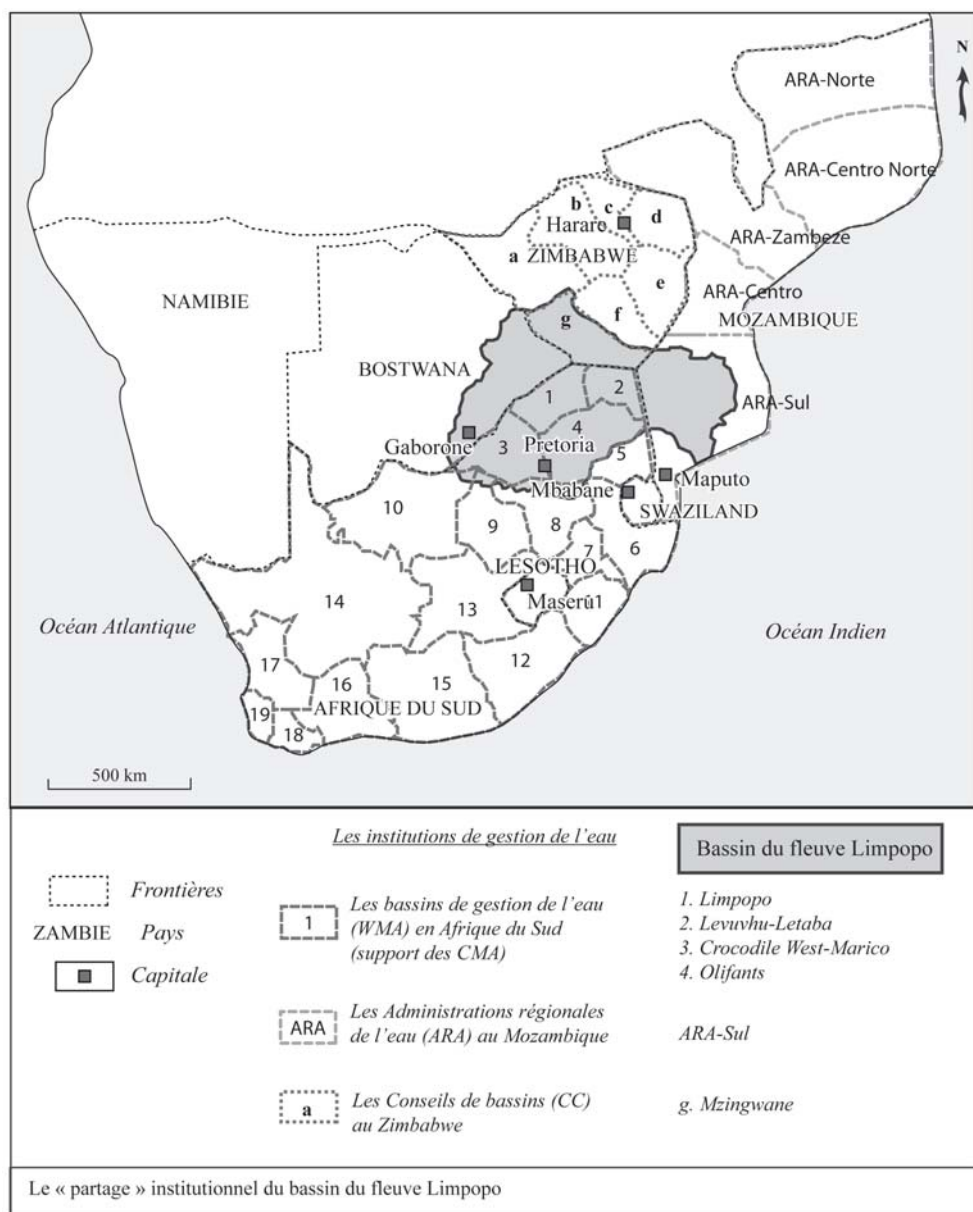 N
ARA-Norte
ARA-Centro Norte
b
c
d
Harare
ARA-Zambeze
a
ZIMBABWE
e
ARA-Centro
NAMIBIE
f
MOZAMBIQUE
g
BOSTWANA
1
2
ARA-Sul
4
Gaborone
3
Pretoria
5
Mbabane
Maputo
10
SWAZILAND
9
8
6
7
LESOTHO
14
13
Maseru
11
Océan Atlantique
Océan Indien
12
17
16
15
AFRIQUE DU SUD
19
18
500 km
Les institutions de gestion de l'eau
Bassin du fleuve Limpopo
Frontières
ZAMBIE Pays
Capitale
1
Les bassins de gestion de l'eau
(WMA) en Afrique du Sud
(support des CMA)
1. Limpopo
2. Levuvhu-Letaba
3. Crocodile West-Marico
4. Olifants
ARA
Les Administrations régionales
de l'eau (ARA) au Mozambique
ARA-Sul
a
Les Conseils de bassins (CC)
au Zimbabwe
g. Mzingwane
Le « partage » institutionnel du bassin du fleuve Limpopo